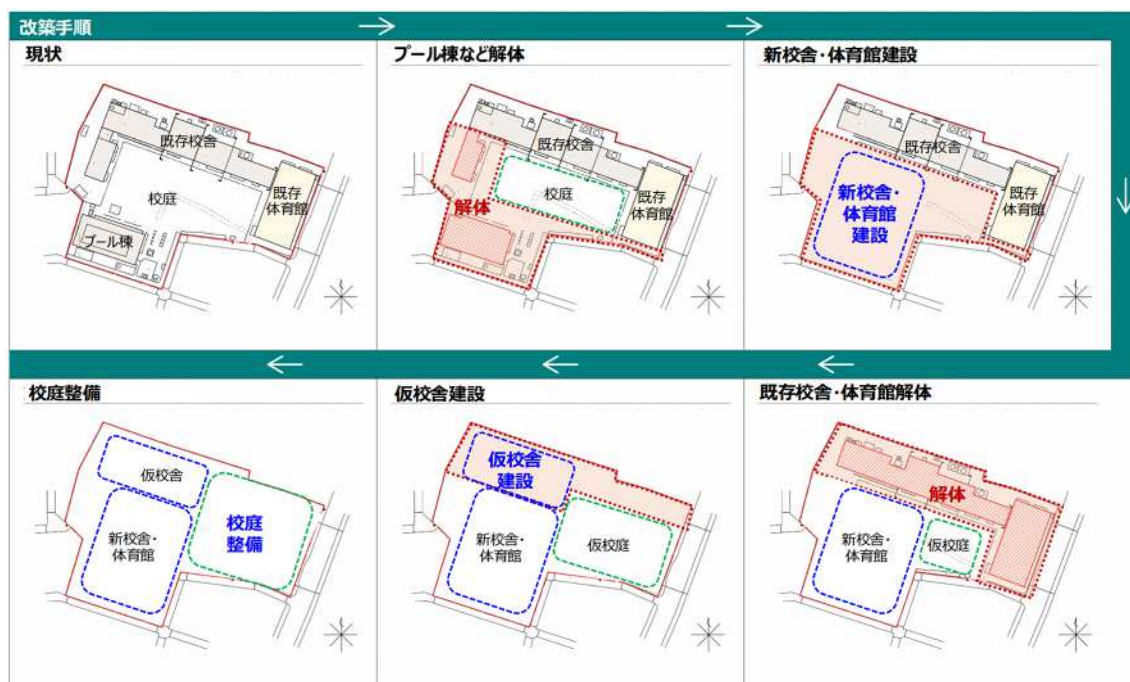 改築手順
現状
既存校舎
校庭
既存
体育館
プール棟
プール棟など解体
既存校舎
校庭
既存
体育館
解体
新校舎・体育館建設
既存校舎
既存
体育館
新校舎・
体育館
建設
既存校舎・体育館解体
解体
新校舎・
体育館
仮校庭
仮校舎建設
仮校舎
建設
新校舎・
体育館
仮校庭
校庭整備
仮校舎
校庭
整備
新校舎・
体育館